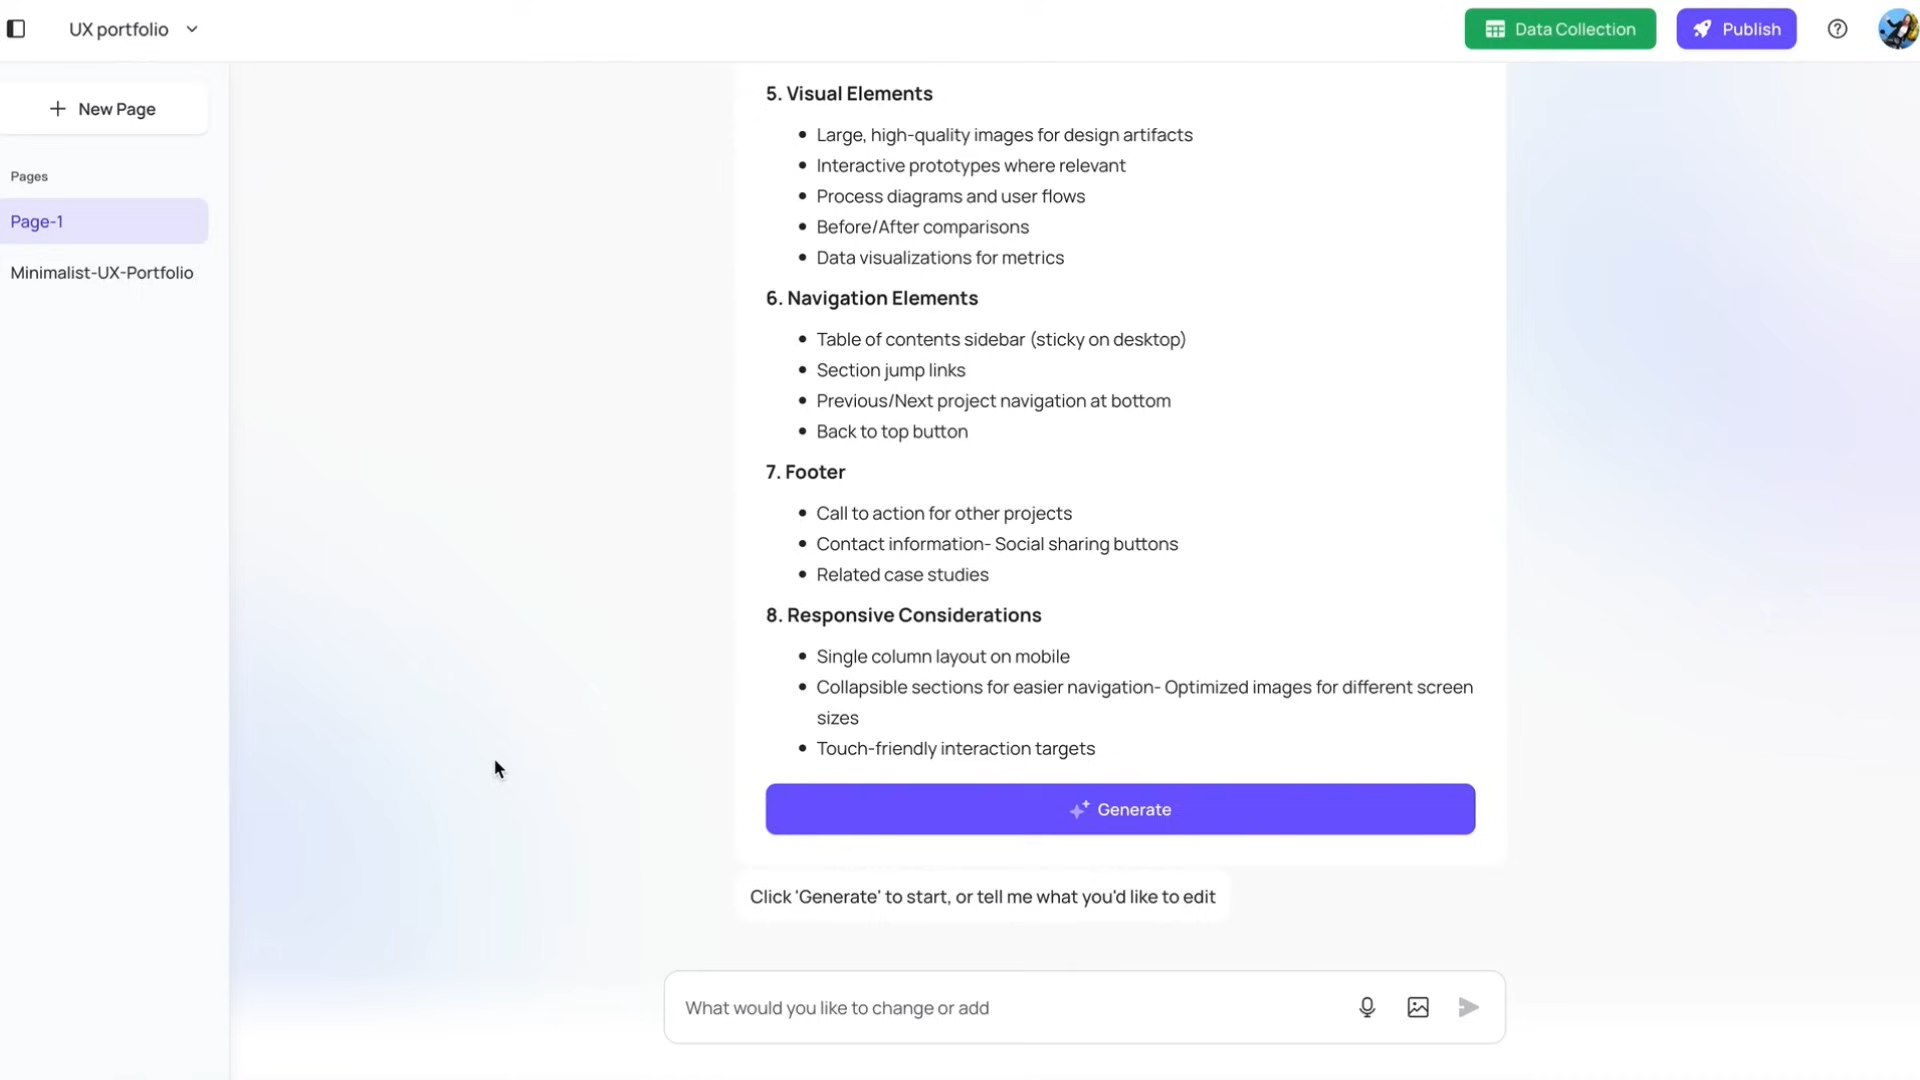 UX portfolio
Data Collection
Publish
New Page
Pages
Page-1
Minimalist-UX-Portfolio
5. Visual Elements
• Large, high-quality images for design artifacts
• Interactive prototypes where relevant
• Process diagrams and user flows
• Before/After comparisons
• Data visualizations for metrics
6. Navigation Elements
• Table of contents sidebar (sticky on desktop)
• Section jump links
• Previous/Next project navigation at bottom
• Back to top button
7. Footer
• Call to action for other projects
• Contact information- Social sharing buttons
• Related case studies
8. Responsive Considerations
• Single column layout on mobile
• Collapsible sections for easier navigation- Optimized images for different screen
sizes
• Touch-friendly interaction targets
Generate
Click 'Generate' to start, or tell me what you'd like to edit
What would you like to change or add